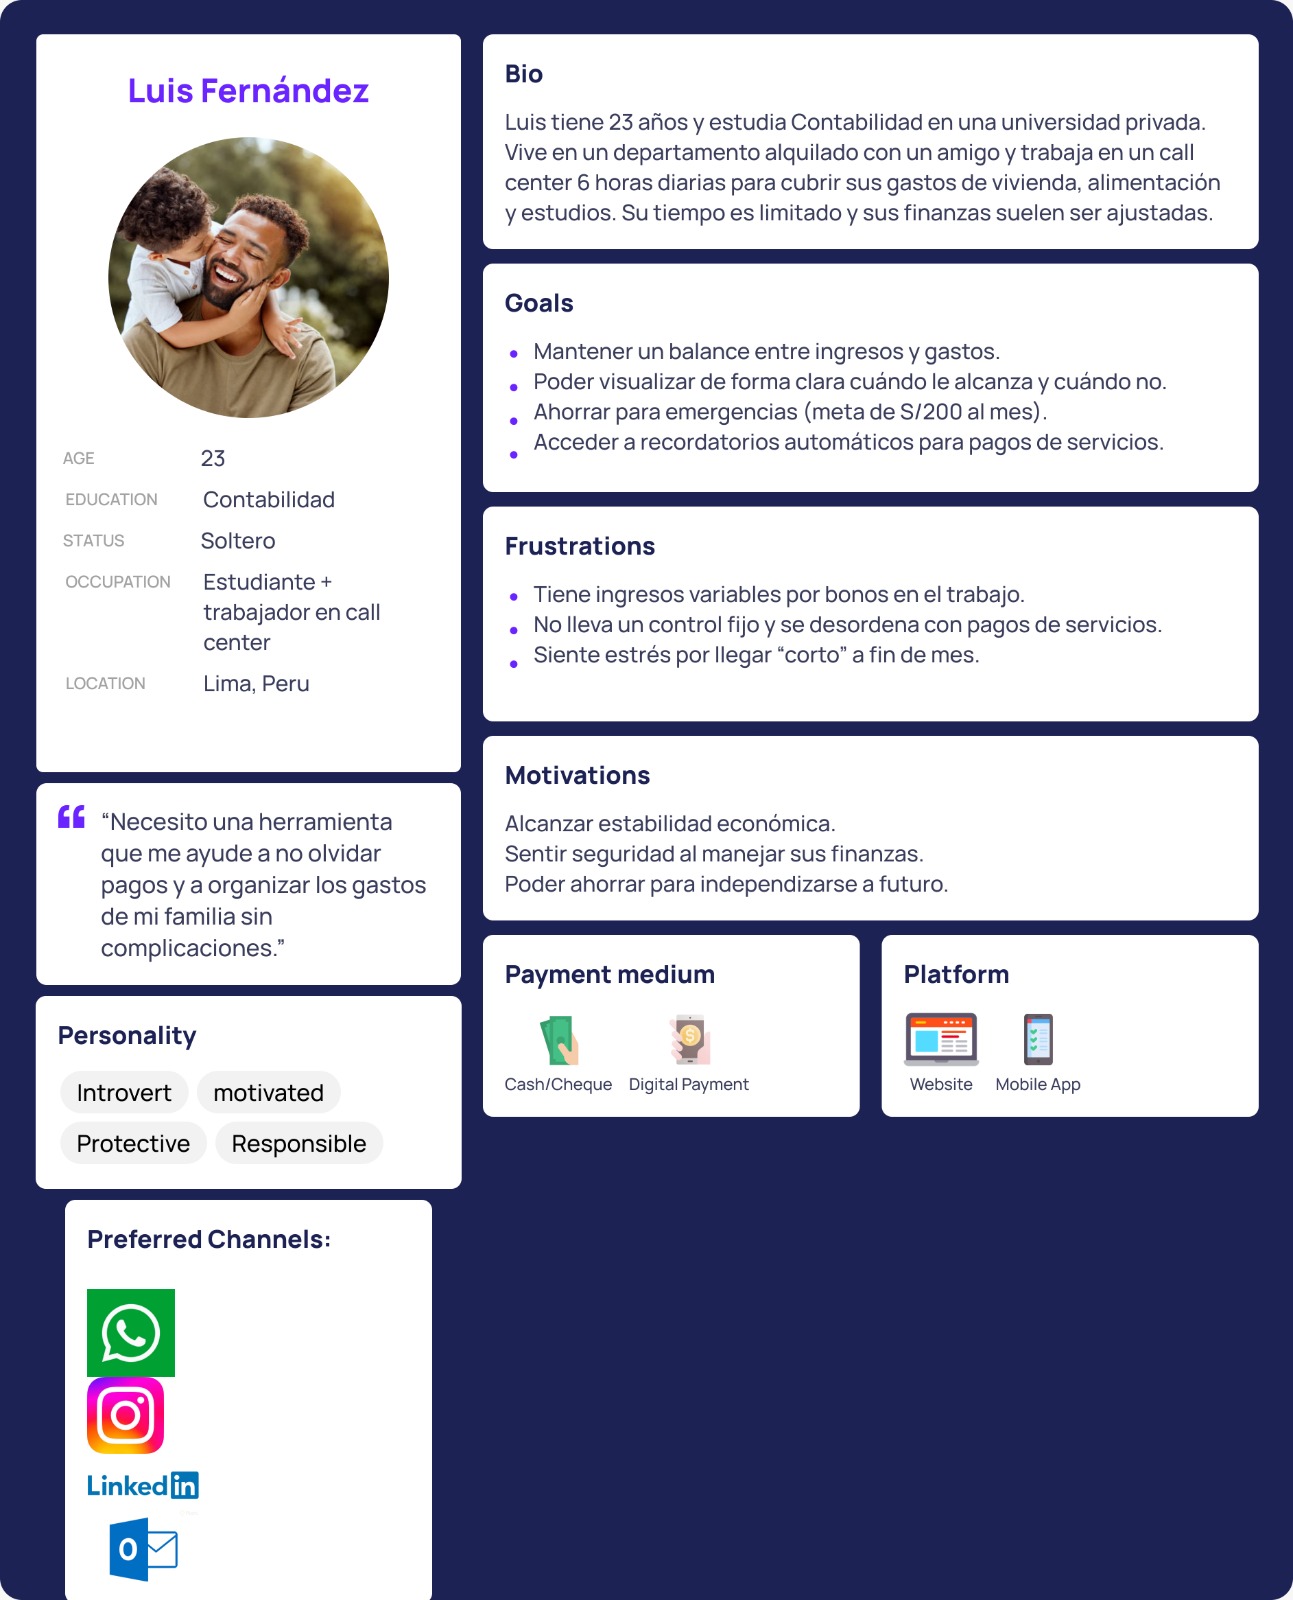 Luis Fernández
AGE 23
EDUCATION Contabilidad
STATUS Soltero
OCCUPATION Estudiante +
trabajador en call
center
LOCATION Lima, Peru
“Necesito una herramienta
que me ayude a no olvidar
pagos y a organizar los gastos
de mi familia sin
complicaciones.”
Personality
Introvert motivated
Protective Responsible
Preferred Channels:
Linked in
O
Bio
Luis tiene 23 años y estudia Contabilidad en una universidad privada.
Vive en un departamento alquilado con un amigo y trabaja en un call
center 6 horas diarias para cubrir sus gastos de vivienda, alimentación
y estudios. Su tiempo es limitado y sus finanzas suelen ser ajustadas.
Goals
• Mantener un balance entre ingresos y gastos.
• Poder visualizar de forma clara cuándo le alcanza y cuándo no.
• Ahorrar para emergencias (meta de S/200 al mes).
• Acceder a recordatorios automáticos para pagos de servicios.
Frustrations
• Tiene ingresos variables por bonos en el trabajo.
• No lleva un control fijo y se desordena con pagos de servicios.
• Siente estrés por llegar “corto” a fin de mes.
Motivations
Alcanzar estabilidad económica.
Sentir seguridad al manejar sus finanzas.
Poder ahorrar para independizarse a futuro.
Payment medium
Cash/Cheque Digital Payment
Platform
Website Mobile App